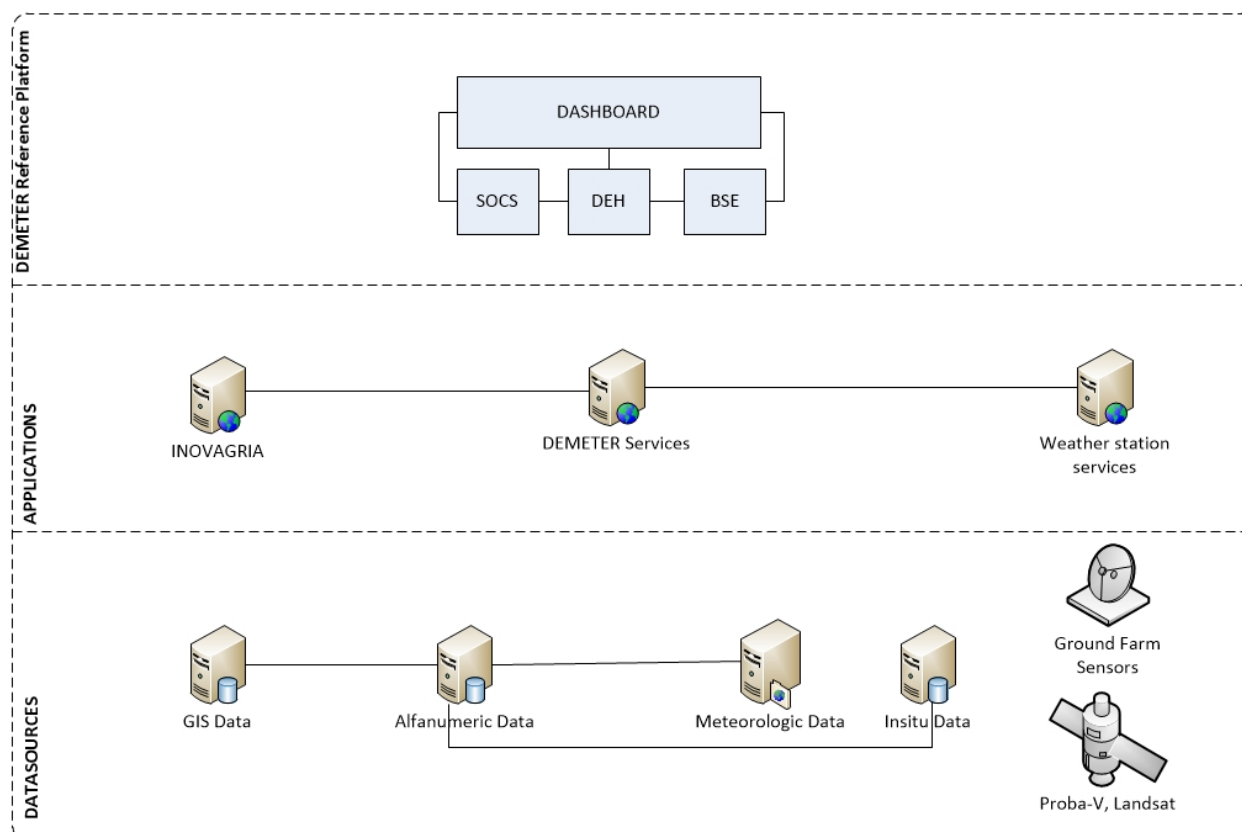 DEMETER Reference Platform
DASHBOARD
SOCS
DEH
BSE
APPLICATIONS
INOVAGRIA
DEMETER Services
Weather station
services
DATASOURCES
GIS Data
Alfanumeric Data
Meteorologic Data
Insitu Data
Ground Farm
Sensors
Proba-V, Landsat